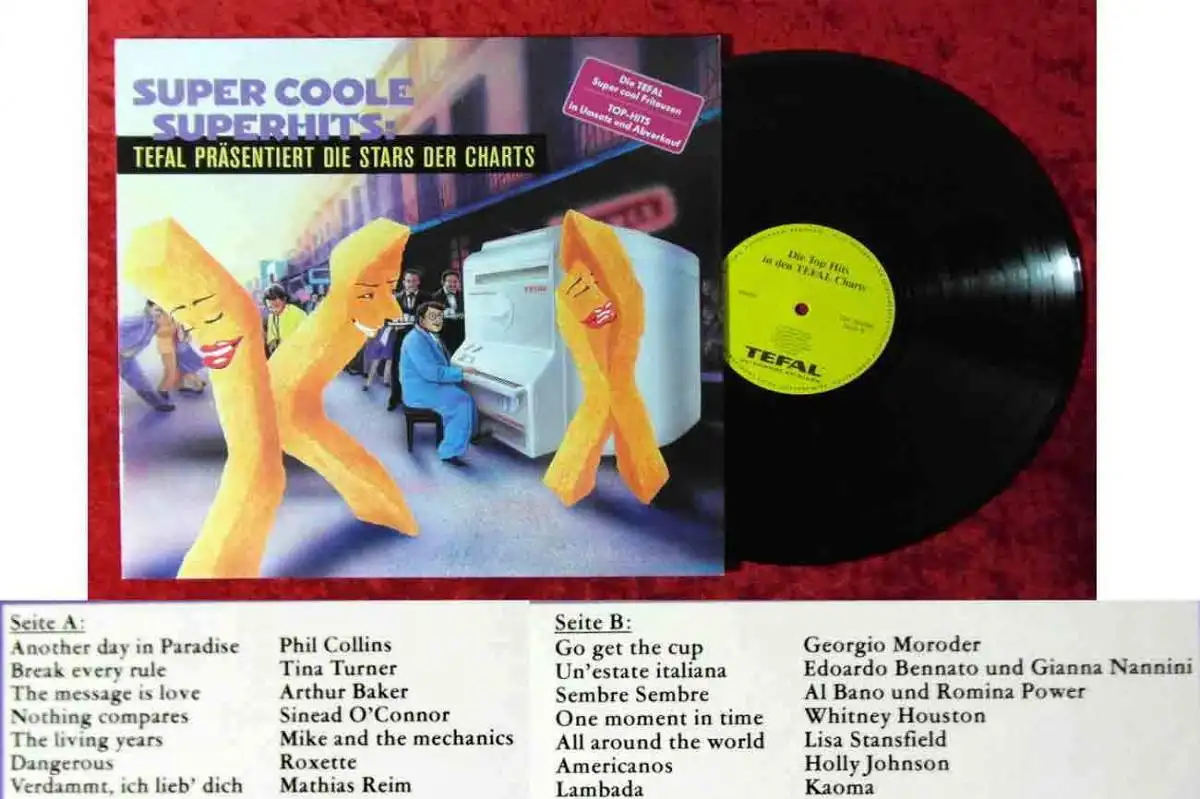 SUPER COOLE
SUPERHITS:
TEFAL PRÄSENTIERT DIE STARS DER CHARTS
Die TEFAL
Super cool Friteusen
TOP-HITS
in Umsatz und Abverkauf
TEFAL
Die Top Hits
in den TEFAL Charts
TEFAL
Seite A:
Another day in Paradise Phil Collins
Break every rule Tina Turner
The message is love Arthur Baker
Nothing compares Sinead O'Connor
The living years Mike and the mechanics
Dangerous Roxette
Verdammt, ich lieb' dich Mathias Reim
Seite B:
Go get the cup Georgio Moroder
Un'estate italiana Edoardo Bennato und Gianna Nannini
Sembre Sembre Al Bano und Romina Power
One moment in time Whitney Houston
All around the world Lisa Stansfield
Americanos Holly Johnson
Lambada Kaoma